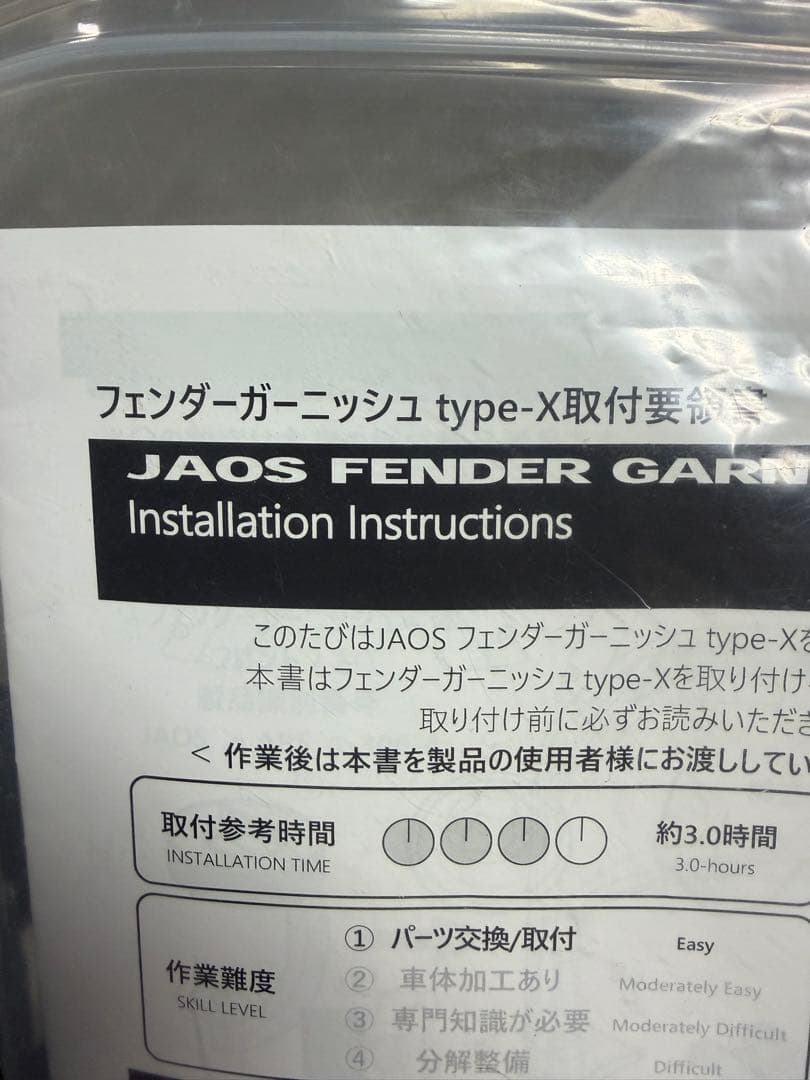 フェンダーガーニッシュ type-X取付要領書
JAOS FENDER GARN
Installation Instructions
このたびはJAOS フェンダーガーニッシュ type-Xを
本書はフェンダーガーニッシュ type-Xを取り付け
取り付け前に必ずお読みいただき
< 作業後は本書を製品の使用者様にお渡ししてい
取付参考時間 約3.0時間
INSTALLATION TIME 3.0-hours
① パーツ交換/取付 Easy
作業難度 ② 車体加工あり Moderately Easy
SKILL LEVEL ③ 専門知識が必要 Moderately Difficult
④ 分解整備 Difficult